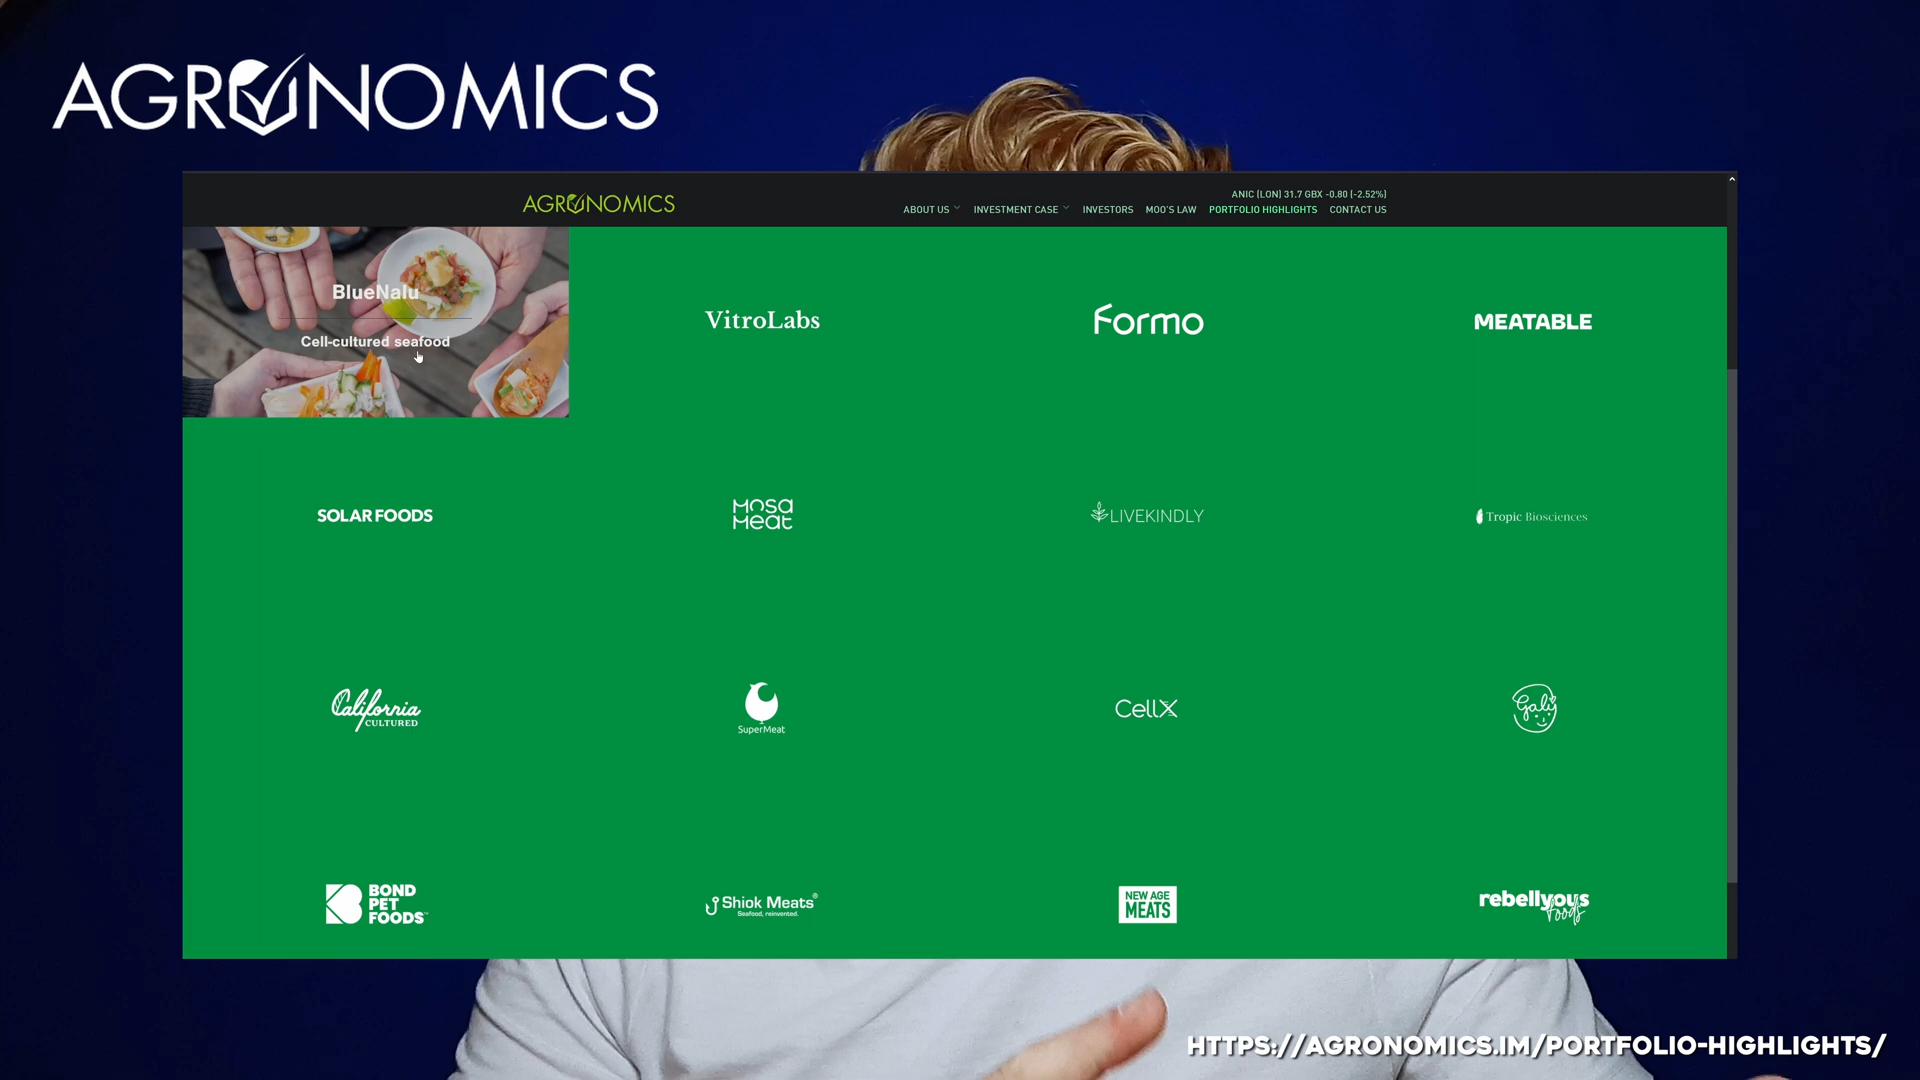 AGRONOMICS
AGRONOMICS
ANIC (LON) 31.7 GBX -0.80 (-2.52%)
ABOUT US INVESTMENT CASE INVESTORS MOO'S LAW PORTFOLIO HIGHLIGHTS CONTACT US
BlueNalu
Cell-cultured seafood
VitroLabs
Formo
MEATABLE
SOLAR FOODS
Mosa
Meat
LIVEKINDLY
Tropic Biosciences
California
CULTURED
SuperMeat
CellX
Galy
BOND
PET
FOODS™
Shiok Meats®
Seafood, reinvented.
NEW AGE
MEATS
rebellyous
foods
HTTPS://AGRONOMICS.IM/PORTFOLIO-HIGHLIGHTS/